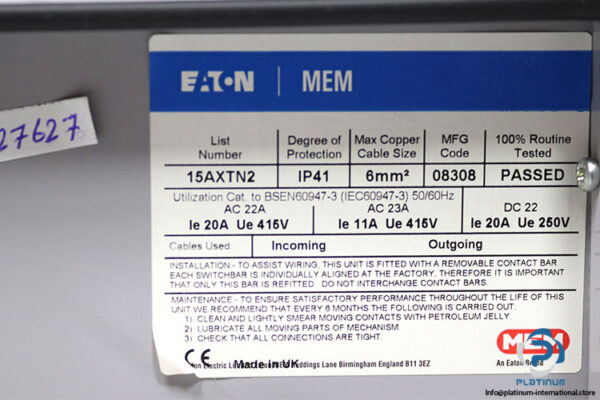 27627
EATON | MEM
List Number
Degree of Protection
Max Copper Cable Size
MFG Code
100% Routine Tested
15AXTN2 IP41 6mm² 08308 PASSED
Utilization Cat. to BSEN60947-3 (IEC60947-3) 50/60Hz
AC 22A AC 23A DC 22
Ie 20A Ue 415V Ie 11A Ue 415V Ie 20A Ue 250V
Cables Used Incoming Outgoing
INSTALLATION:- TO ASSIST WIRING, THIS UNIT IS FITTED WITH A REMOVABLE CONTACT BAR
EACH SWITCHBAR IS INDIVIDUALLY ALIGNED AT THE FACTORY, THEREFORE IT IS IMPORTANT
THAT ONLY THIS BAR IS REFITTED DO NOT INTERCHANGE CONTACT BARS.
MAINTENANCE - TO ENSURE SATISFACTORY PERFORMANCE THROUGHOUT THE LIFE OF THIS
UNIT WE RECOMMEND THAT EVERY 6 MONTHS THE FOLLOWING IS CARRIED OUT.
1) CLEAN AND LIGHTLY SMEAR MOVING CONTACTS WITH PETROLEUM JELLY.
2) LUBRICATE ALL MOVING PARTS OF MECHANISM.
3) CHECK THAT ALL CONNECTIONS ARE TIGHT.
MEM
An Eaton Brand
CE Made in UK
Electric Reddings Lane Birmingham England B11 3EZ
PLATINUM
https://platinum-international.store